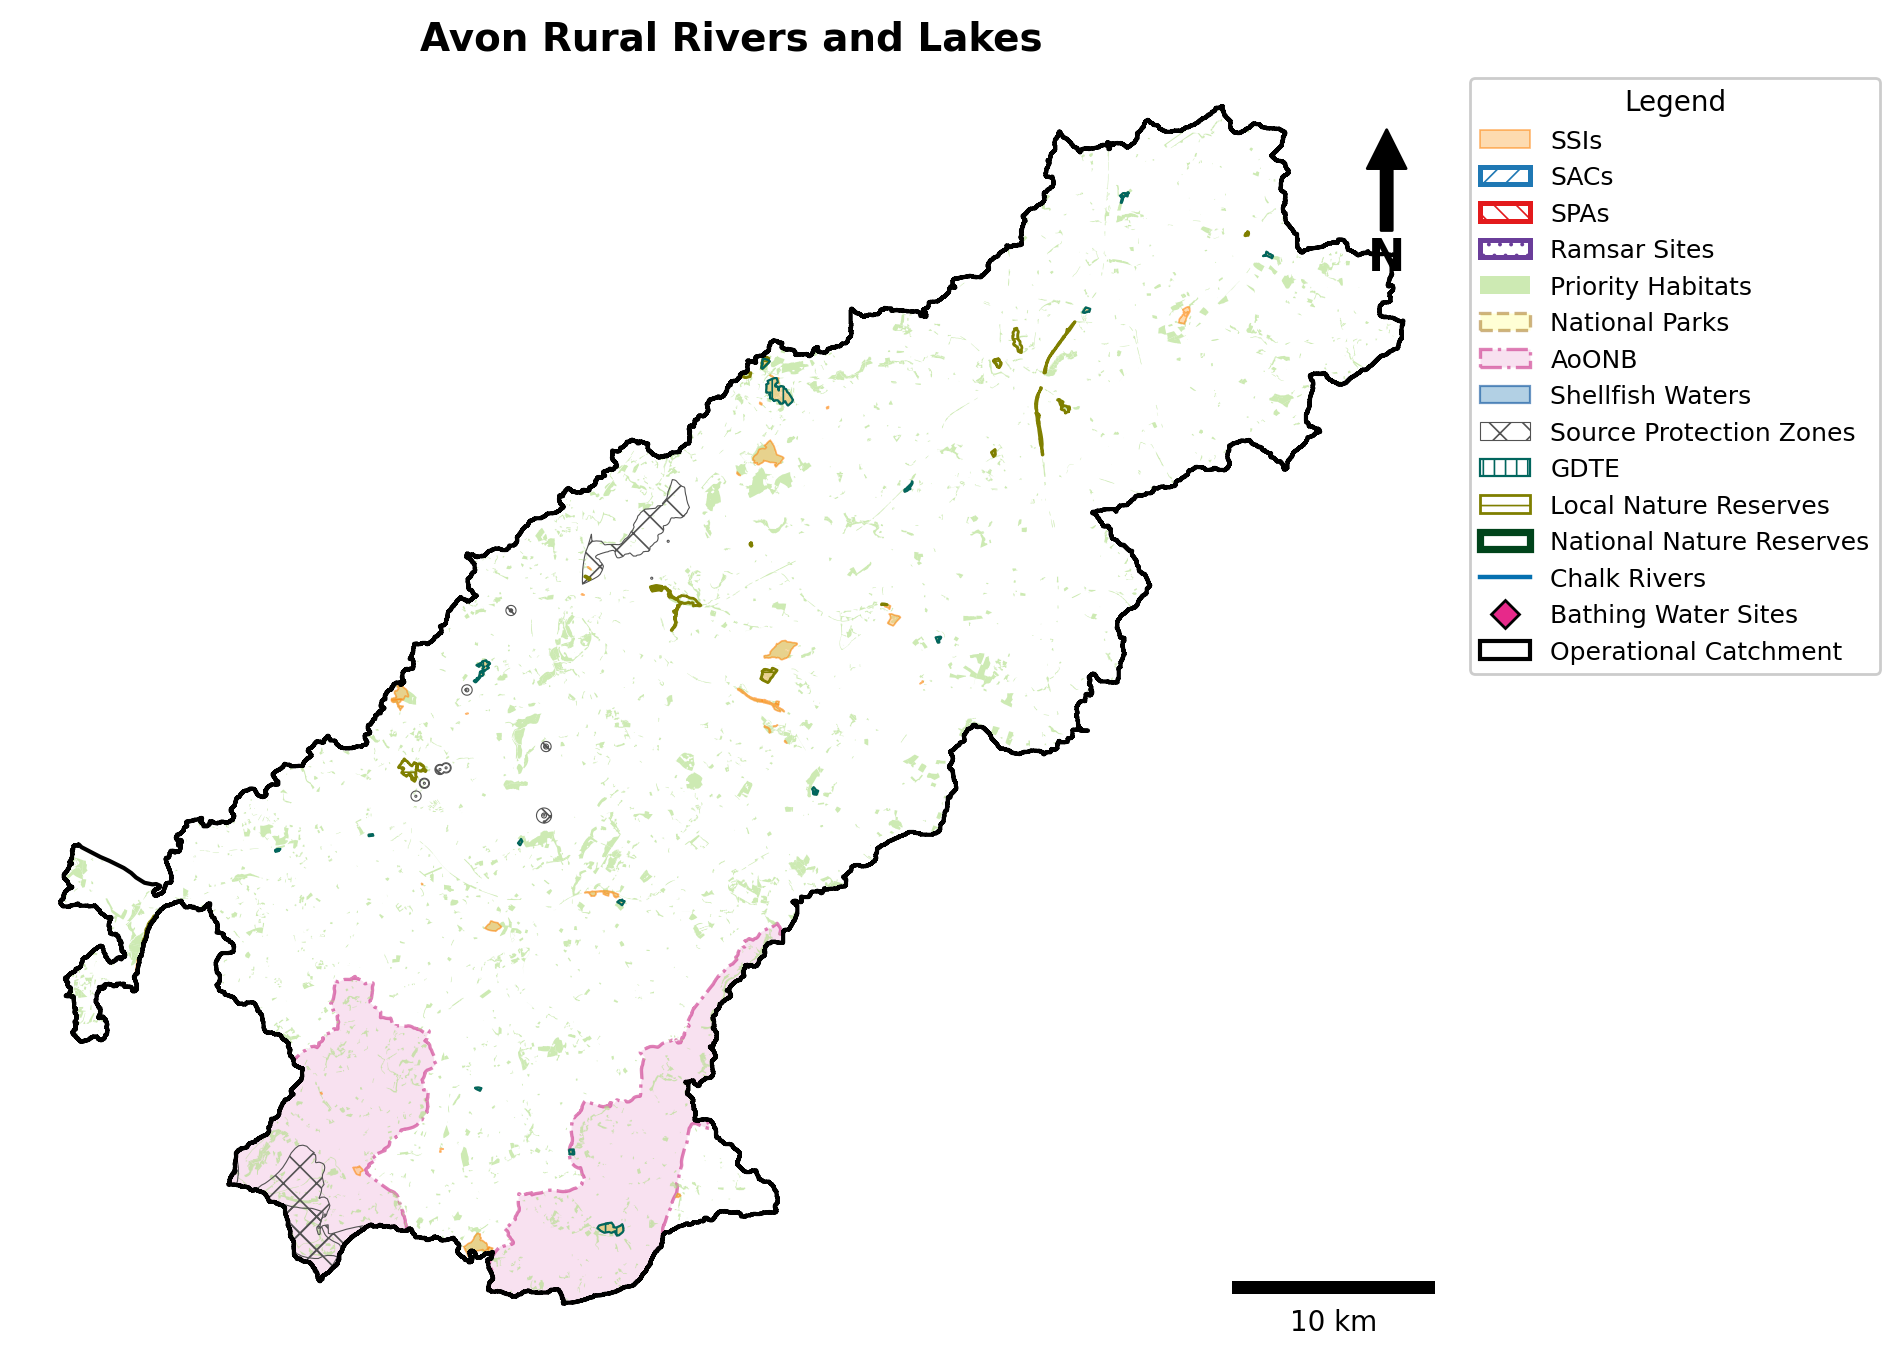 Avon Rural Rivers and Lakes
Legend
SSIs
SACs
SPAs
Ramsar Sites
Priority Habitats
National Parks
AoONB
Shellfish Waters
Source Protection Zones
GDTE
Local Nature Reserves
National Nature Reserves
Chalk Rivers
Bathing Water Sites
Operational Catchment
N
10 km